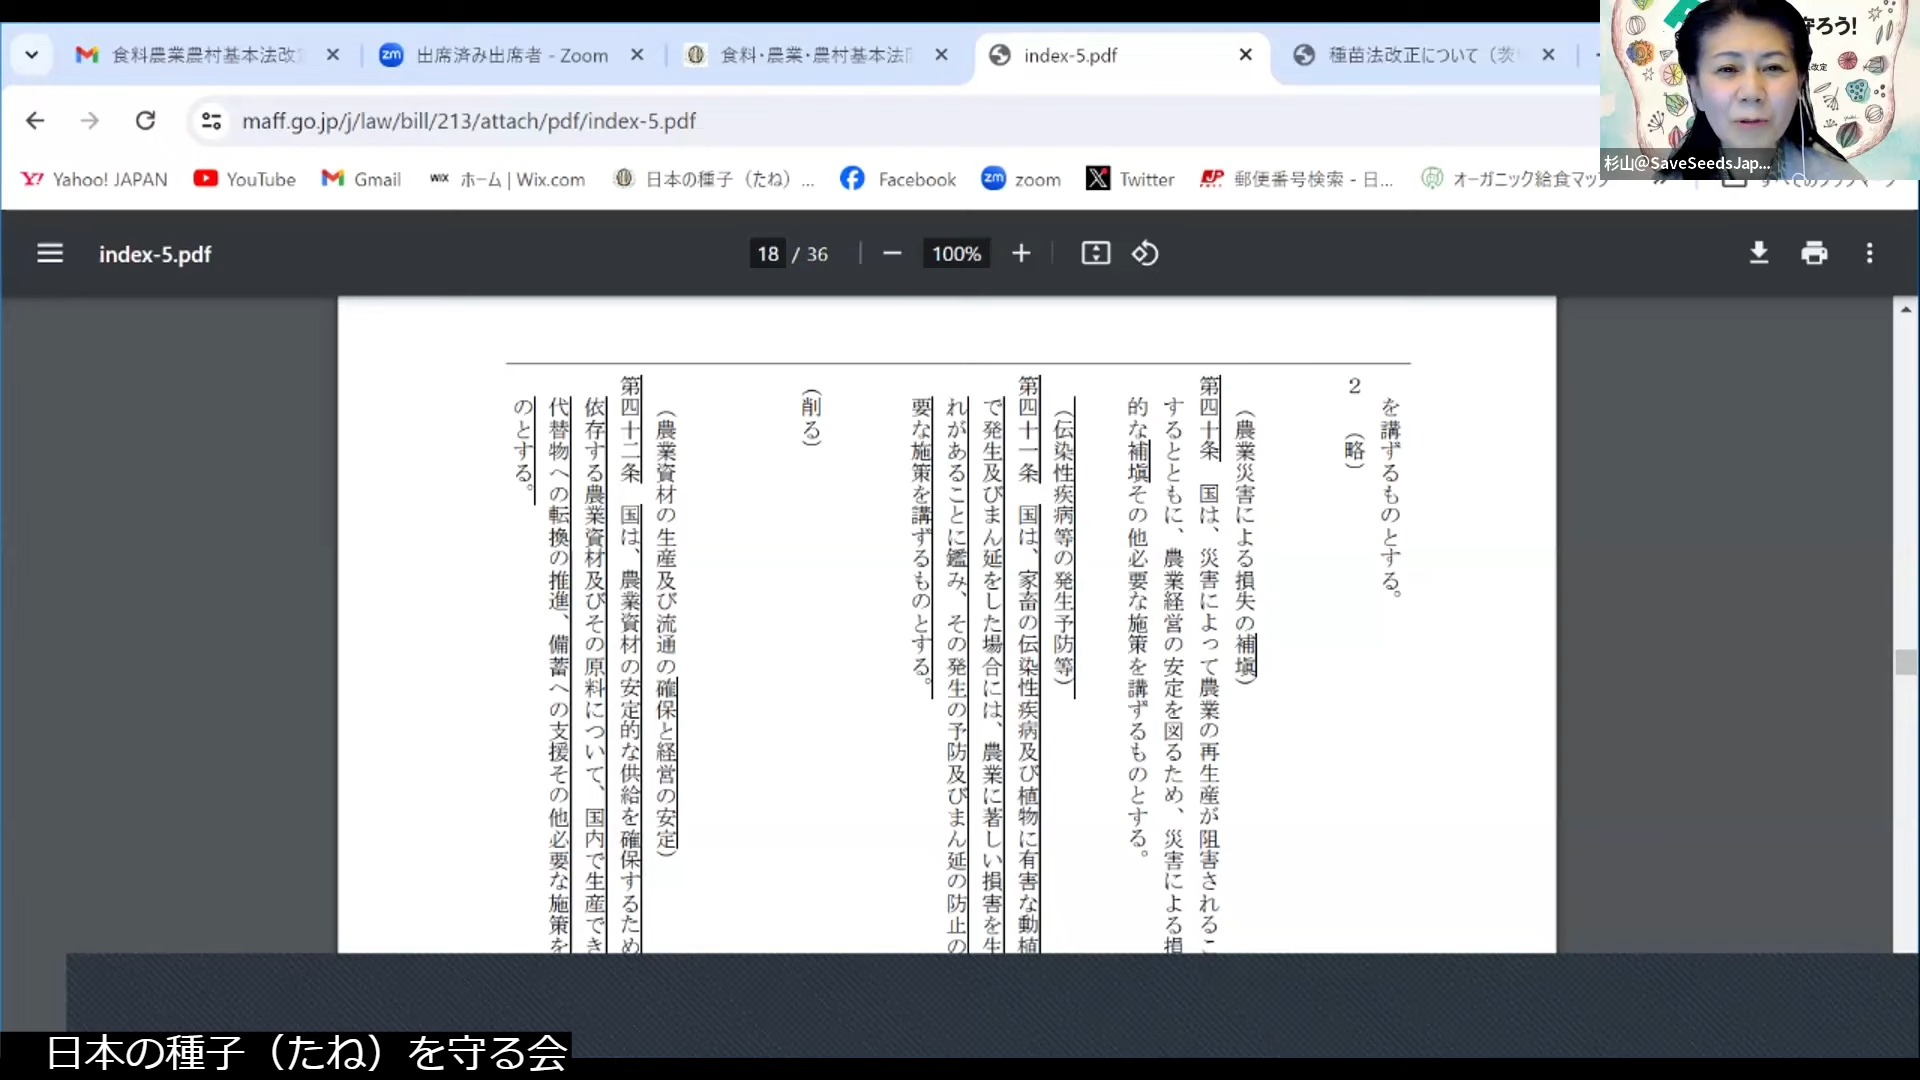 食料農業農村基本法改
出席済み出席者 - Zoom
食料・農業・農村基本法
index-5.pdf
種苗法改正について（茨
守ろう!
maff.go.jp/j/law/bill/213/attach/pdf/index-5.pdf
杉山@SaveSeedsJap...
Yahoo! JAPAN
YouTube
Gmail
ホーム | Wix.com
日本の種子（たね）...
Facebook
zoom
Twitter
郵便番号検索 - 日...
オーガニック給食マップ
index-5.pdf
18 / 36
100%
を講ずるものとする。
２　（略）
（農業災害による損失の補塡）
第四十条　国は、災害によって農業の再生産が阻害されるこ
するとともに、農業経営の安定を図るため、災害による損
的な補塡その他必要な施策を講ずるものとする。
（伝染性疾病等の発生予防等）
第四十一条　国は、家畜の伝染性疾病及び植物に有害な動植
で発生及びまん延をした場合には、農業に著しい損害を生
れがあることに鑑み、その発生の予防及びまん延の防止の
要な施策を講ずるものとする。
（削る）
（農業資材の生産及び流通の確保と経営の安定）
第四十二条　国は、農業資材の安定的な供給を確保するため
依存する農業資材及びその原料について、国内で生産でき
代替物への転換の推進、備蓄への支援その他必要な施策を
のとする。
日本の種子（たね）を守る会